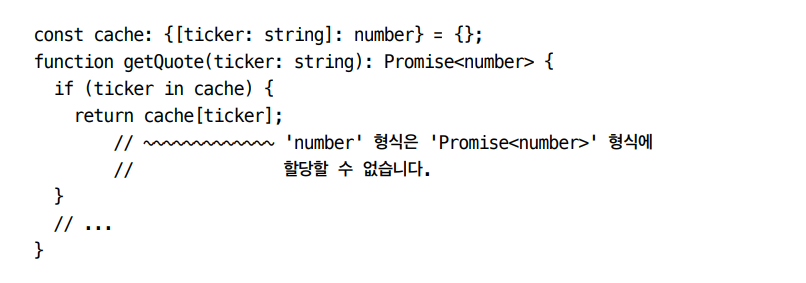 const cache: {[ticker: string]: number} = {};
function getQuote(ticker: string): Promise<number> {
  if (ticker in cache) {
    return cache[ticker];
        // ~~~~~~~~~~~~~ 'number' 형식은 'Promise<number>' 형식에
        //               할당할 수 없습니다.
  }
  // ...
}